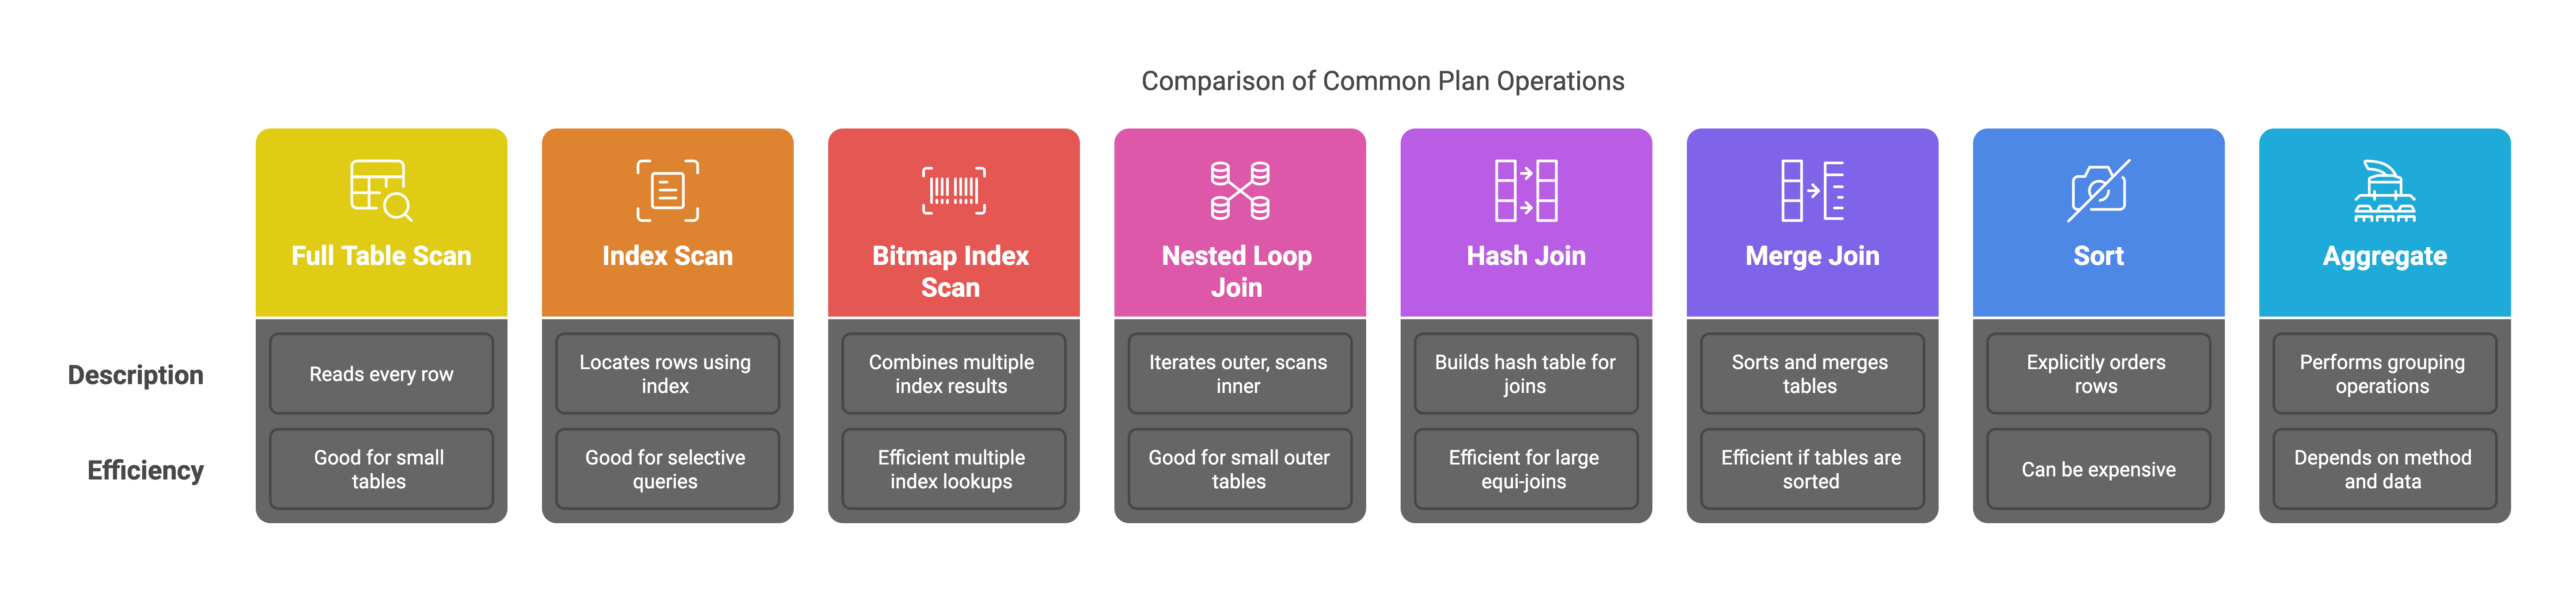 Comparison of Common Plan Operations
Full Table Scan
Index Scan
Bitmap Index
Scan
Nested Loop
Join
Hash Join
Merge Join
Sort
Aggregate
Description
Reads every row
Locates rows using
index
Combines multiple
index results
Iterates outer, scans
inner
Builds hash table for
joins
Sorts and merges
tables
Explicitly orders
rows
Performs grouping
operations
Efficiency
Good for small
tables
Good for selective
queries
Efficient multiple
index lookups
Good for small outer
tables
Efficient for large
equi-joins
Efficient if tables are
sorted
Can be expensive
Depends on method
and data